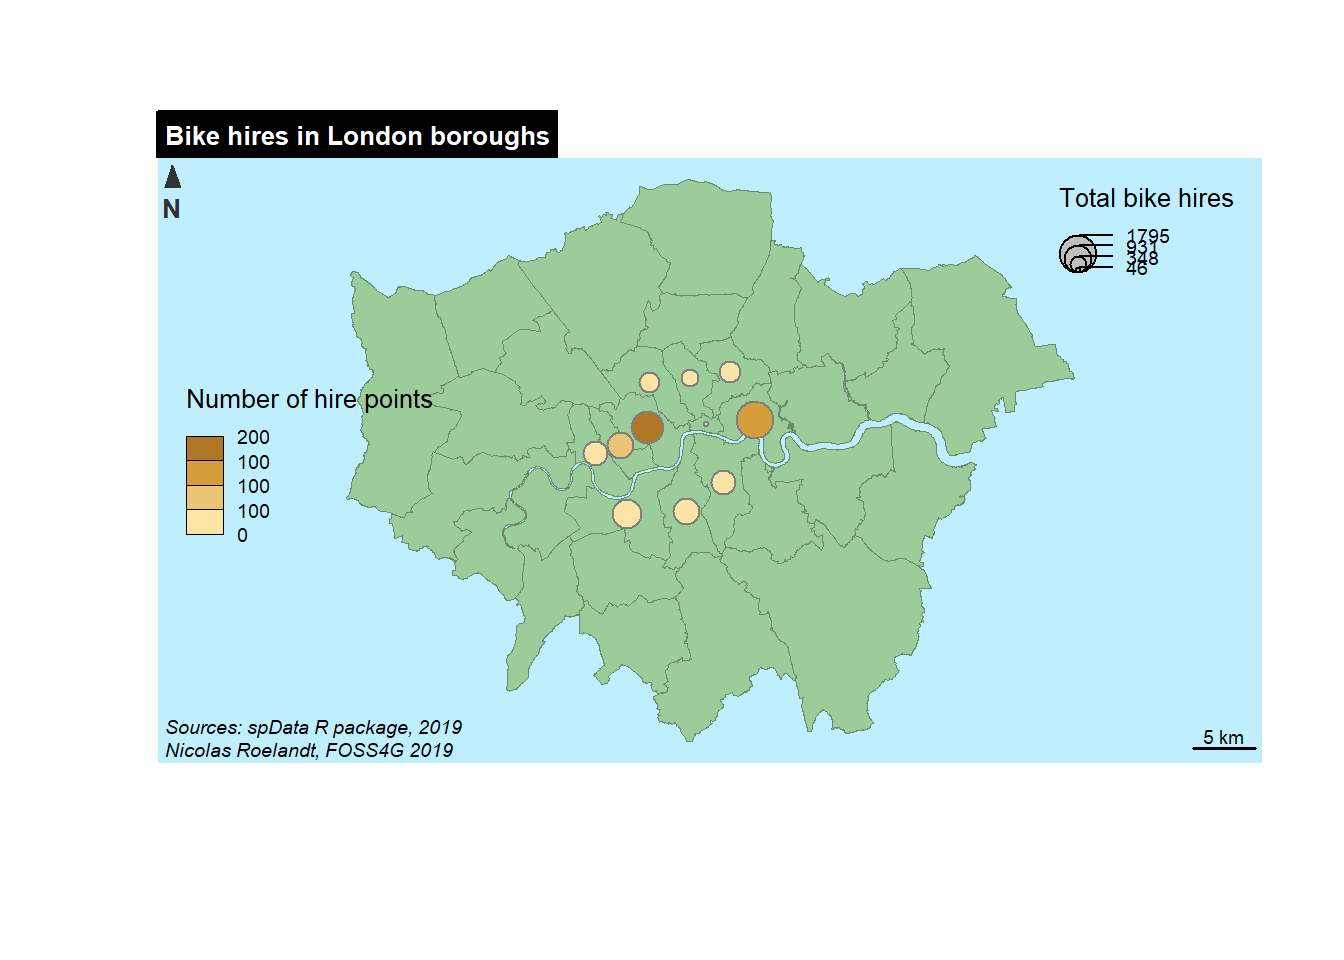 Bike hires in London boroughs
N
Total bike hires
1795
931
348
46
Number of hire points
200
100
100
100
0
Sources: spData R package, 2019
Nicolas Roelandt, FOSS4G 2019
5 km